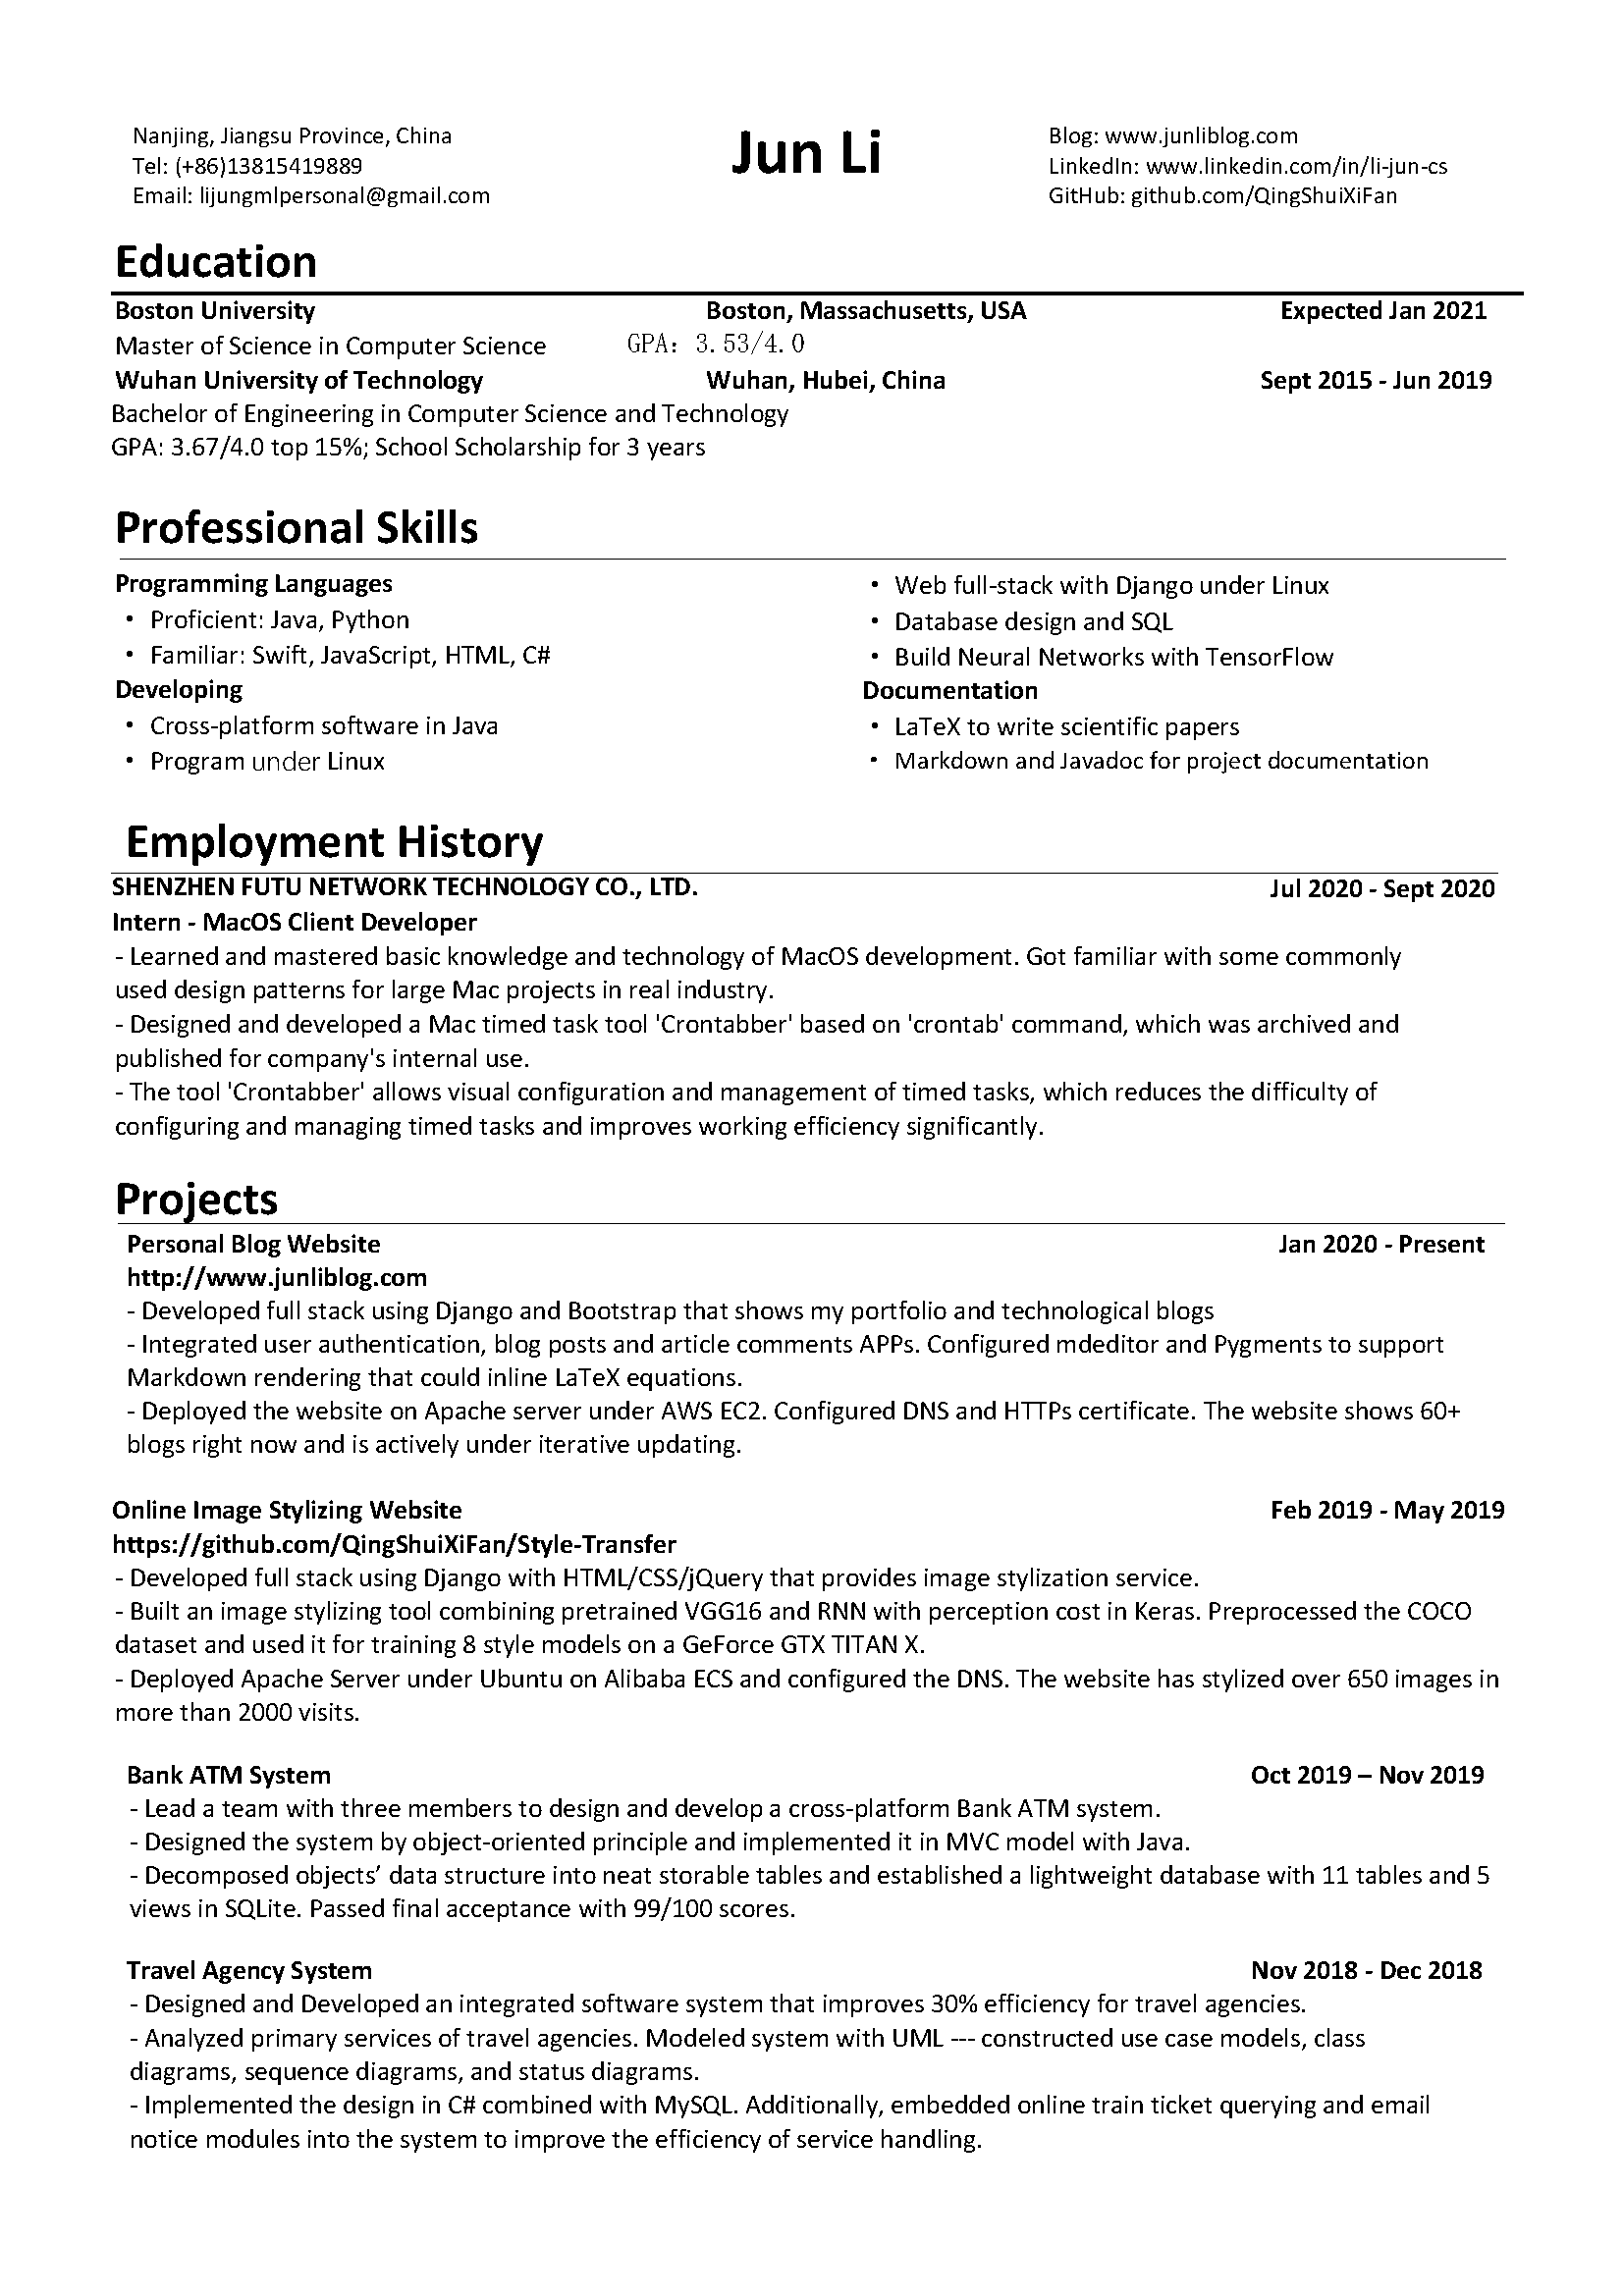 Nanjing, Jiangsu Province, China
Tel: (+86)13815419889
Email: lijungmlpersonal@gmail.com
Jun Li
Blog: www.junliblog.com
LinkedIn: www.linkedin.com/in/li-jun-cs
GitHub: github.com/QingShuiXiFan
Education
Boston University Boston, Massachusetts, USA Expected Jan 2021
Master of Science in Computer Science GPA: 3.53/4.0
Wuhan University of Technology Wuhan, Hubei, China Sept 2015 - Jun 2019
Bachelor of Engineering in Computer Science and Technology
GPA: 3.67/4.0 top 15%; School Scholarship for 3 years
Professional Skills
Programming Languages
• Proficient: Java, Python
• Familiar: Swift, JavaScript, HTML, C#
Developing
• Cross-platform software in Java
• Program under Linux
• Web full-stack with Django under Linux
• Database design and SQL
• Build Neural Networks with TensorFlow
Documentation
• LaTeX to write scientific papers
• Markdown and Javadoc for project documentation
Employment History
SHENZHEN FUTU NETWORK TECHNOLOGY CO., LTD. Jul 2020 - Sept 2020
Intern - MacOS Client Developer
- Learned and mastered basic knowledge and technology of MacOS development. Got familiar with some commonly
used design patterns for large Mac projects in real industry.
- Designed and developed a Mac timed task tool 'Crontabber' based on 'crontab' command, which was archived and
published for company's internal use.
- The tool 'Crontabber' allows visual configuration and management of timed tasks, which reduces the difficulty of
configuring and managing timed tasks and improves working efficiency significantly.
Projects
Personal Blog Website Jan 2020 - Present
http://www.junliblog.com
- Developed full stack using Django and Bootstrap that shows my portfolio and technological blogs
- Integrated user authentication, blog posts and article comments APPs. Configured mdeditor and Pygments to support
Markdown rendering that could inline LaTeX equations.
- Deployed the website on Apache server under AWS EC2. Configured DNS and HTTPs certificate. The website shows 60+
blogs right now and is actively under iterative updating.
Online Image Stylizing Website Feb 2019 - May 2019
https://github.com/QingShuiXiFan/Style-Transfer
- Developed full stack using Django with HTML/CSS/jQuery that provides image stylization service.
- Built an image stylizing tool combining pretrained VGG16 and RNN with perception cost in Keras. Preprocessed the COCO
dataset and used it for training 8 style models on a GeForce GTX TITAN X.
- Deployed Apache Server under Ubuntu on Alibaba ECS and configured the DNS. The website has stylized over 650 images in
more than 2000 visits.
Bank ATM System Oct 2019 – Nov 2019
- Lead a team with three members to design and develop a cross-platform Bank ATM system.
- Designed the system by object-oriented principle and implemented it in MVC model with Java.
- Decomposed objects’ data structure into neat storable tables and established a lightweight database with 11 tables and 5
views in SQLite. Passed final acceptance with 99/100 scores.
Travel Agency System Nov 2018 - Dec 2018
- Designed and Developed an integrated software system that improves 30% efficiency for travel agencies.
- Analyzed primary services of travel agencies. Modeled system with UML --- constructed use case models, class
diagrams, sequence diagrams, and status diagrams.
- Implemented the design in C# combined with MySQL. Additionally, embedded online train ticket querying and email
notice modules into the system to improve the efficiency of service handling.